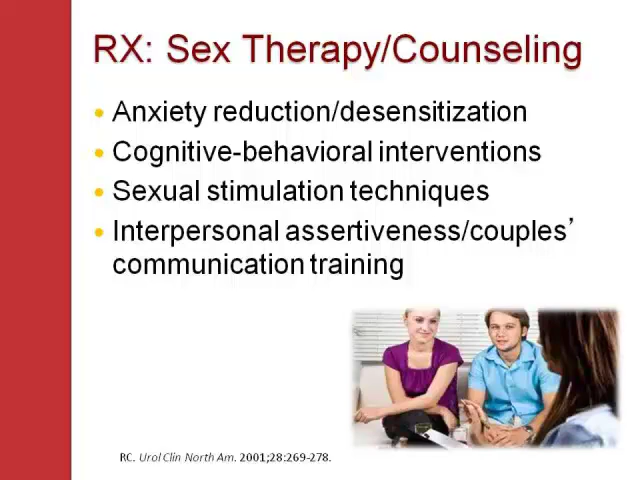 RX: Sex Therapy/Counseling
• Anxiety reduction/desensitization
• Cognitive-behavioral interventions
• Sexual stimulation techniques
• Interpersonal assertiveness/couples’
communication training
RC. Urol Clin North Am. 2001;28:269-278.